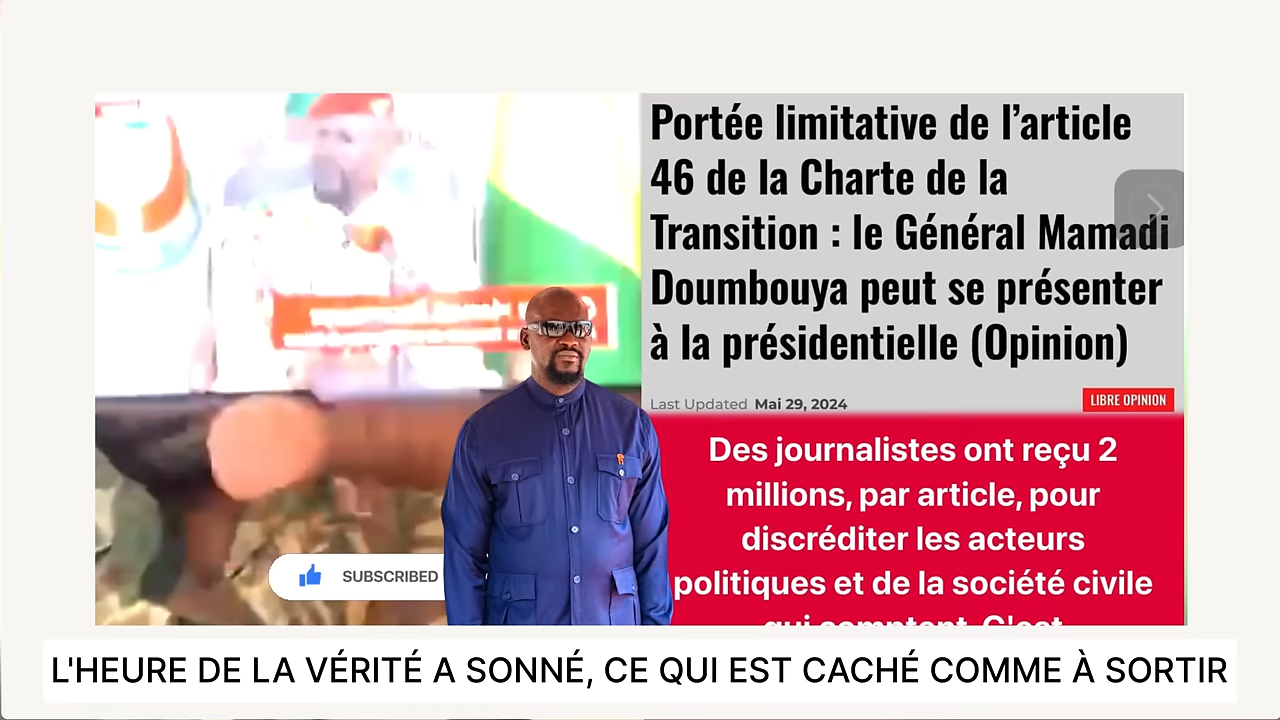 Portée limitative de l'article
46 de la Charte de la
Transition : le Général Mamadi
Doumbouya peut se présenter
à la présidentielle (Opinion)
Last Updated Mai 29, 2024
LIBRE OPINION
Des journalistes ont reçu 2
millions, par article, pour
discréditer les acteurs
politiques et de la société civile
qui comptent. C'est
SUBSCRIBED
L'HEURE DE LA VÉRITÉ A SONNÉ, CE QUI EST CACHÉ COMME À SORTIR